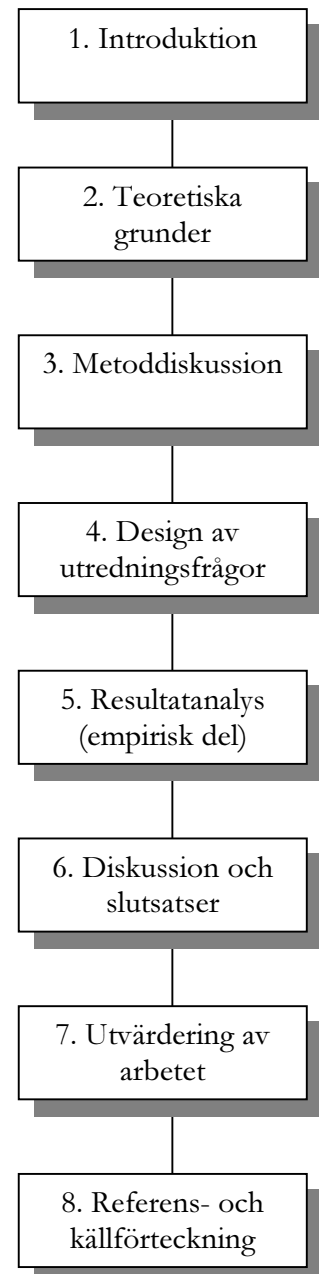 1. Introduktion
2. Teoretiska
grunder
3. Metoddiskussion
4. Design av
utredningsfrågor
5. Resultatanalys
(empirisk del)
6. Diskussion och
slutsatser
7. Utvärdering av
arbetet
8. Referens- och
källförteckning